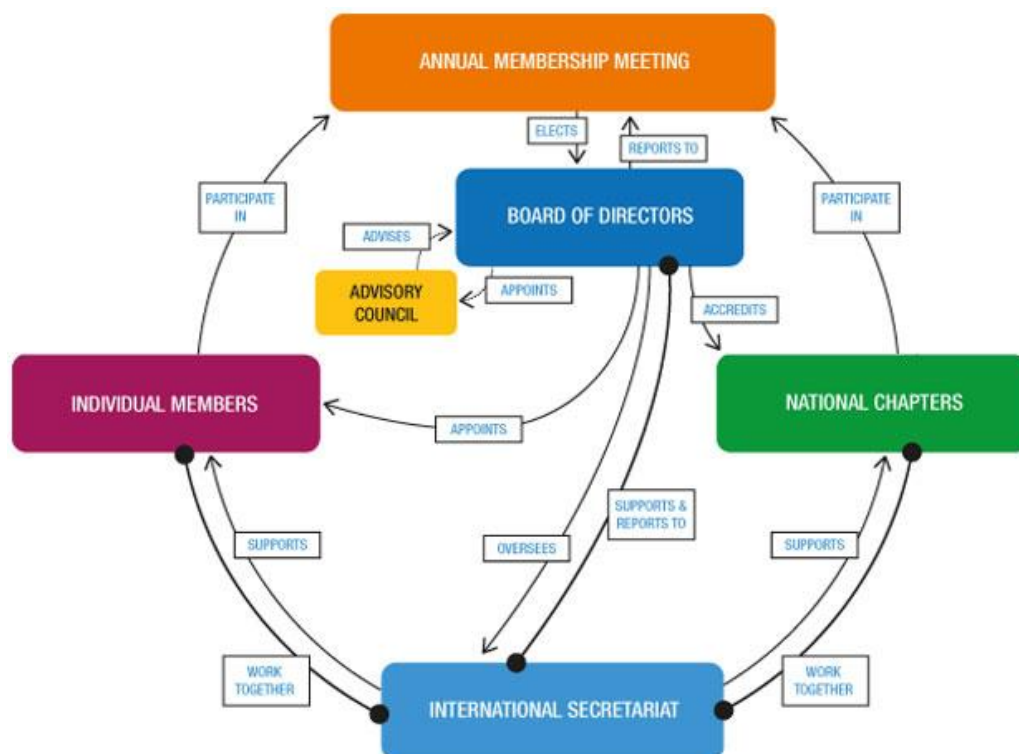 ANNUAL MEMBERSHIP MEETING
ELECTS
REPORTS TO
PARTICIPATE
IN
BOARD OF DIRECTORS
PARTICIPATE
IN
ADVISES
ADVISORY
COUNCIL
APPOINTS
ACCREDITS
INDIVIDUAL MEMBERS
NATIONAL CHAPTERS
APPOINTS
SUPPORTS &
REPORTS TO
SUPPORTS
OVERSEES
SUPPORTS
WORK
TOGETHER
WORK
TOGETHER
INTERNATIONAL SECRETARIAT